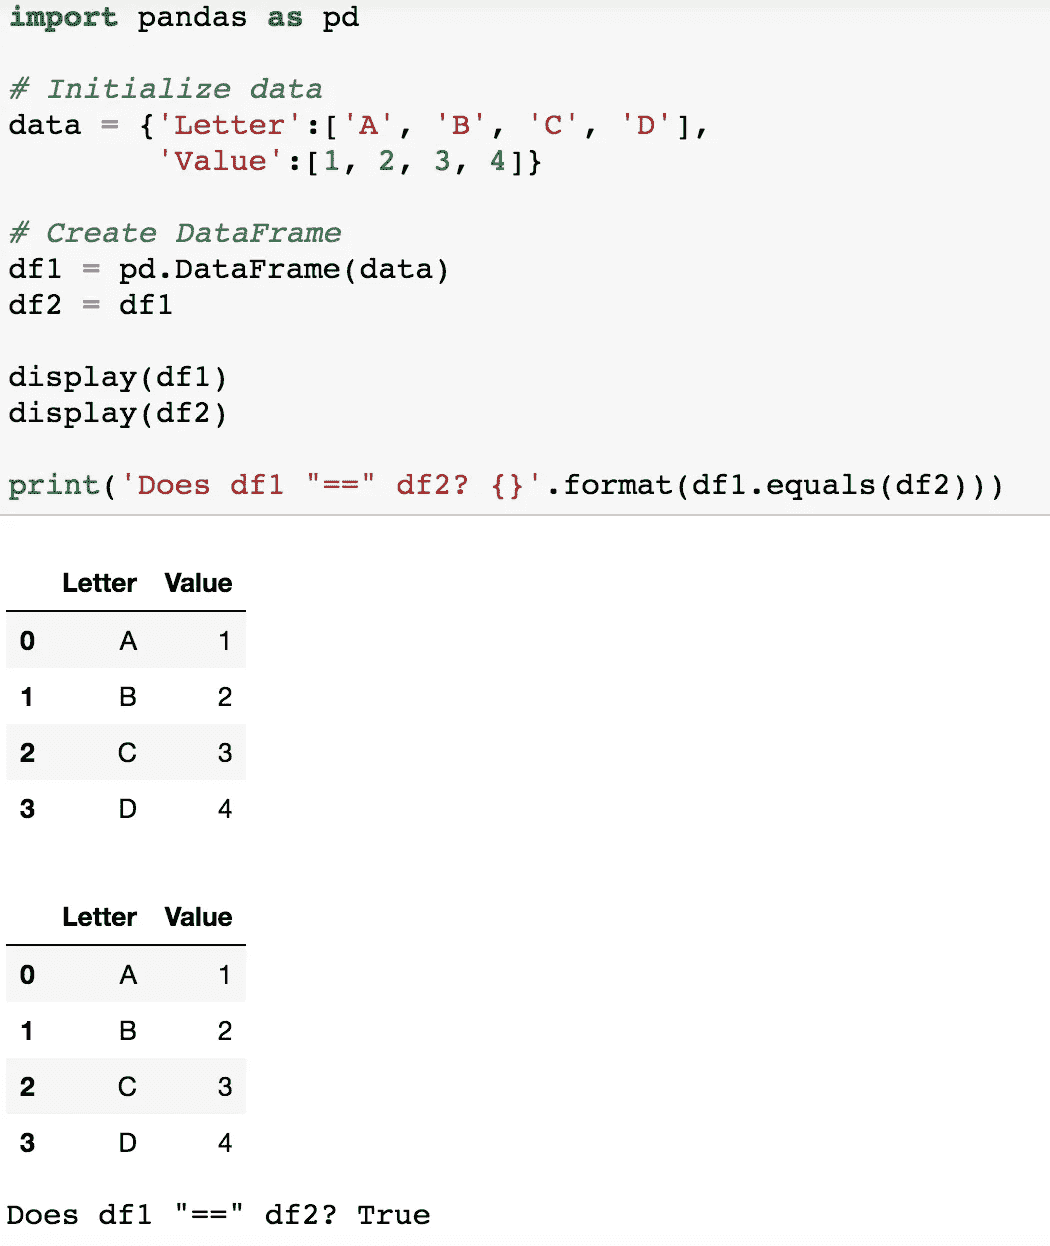 import pandas as pd
# Initialize data
data = {'Letter':['A', 'B', 'C', 'D'],
'Value':[1, 2, 3, 4]}
# Create DataFrame
df1 = pd.DataFrame(data)
df2 = df1
display(df1)
display(df2)
print('Does df1 "==" df2? {}'.format(df1.equals(df2)))
Letter Value
0 A 1
1 B 2
2 C 3
3 D 4
Letter Value
0 A 1
1 B 2
2 C 3
3 D 4
Does df1 "==" df2? True